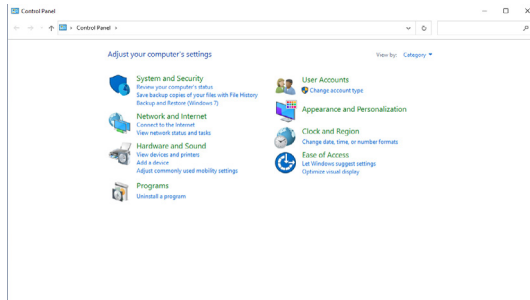 Control Panel
Control Panel
Adjust your computer's settings
View by: Category
System and Security
Review your computer's status
Save backup copies of your files with File History
Backup and Restore (Windows 7)
Network and Internet
Connect to the Internet
View network status and tasks
Hardware and Sound
View devices and printers
Add a device
Adjust commonly used mobility settings
Programs
Uninstall a program
User Accounts
Change account type
Appearance and Personalization
Clock and Region
Change date, time, or number formats
Ease of Access
Let Windows suggest settings
Optimize visual display